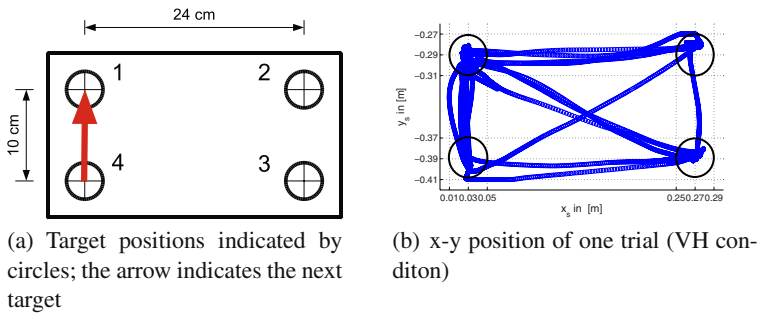 24 cm
1
2
10 cm
4
3
(a) Target positions indicated by
circles; the arrow indicates the next
target
−0.27
−0.29
−0.31
−0.37
−0.39
−0.41
y_s in [m]
0.010.030.05
0.250.270.29
x_s in [m]
(b) x-y position of one trial (VH con-
diton)